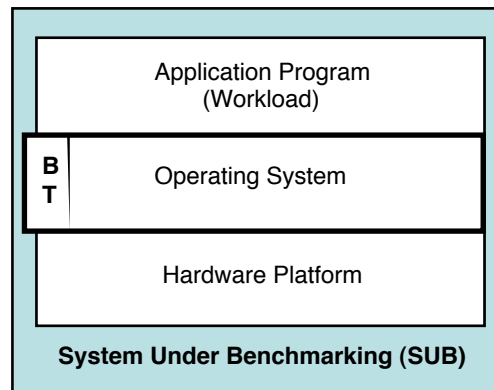 Application Program
(Workload)
B
T
Operating System
Hardware Platform
System Under Benchmarking (SUB)